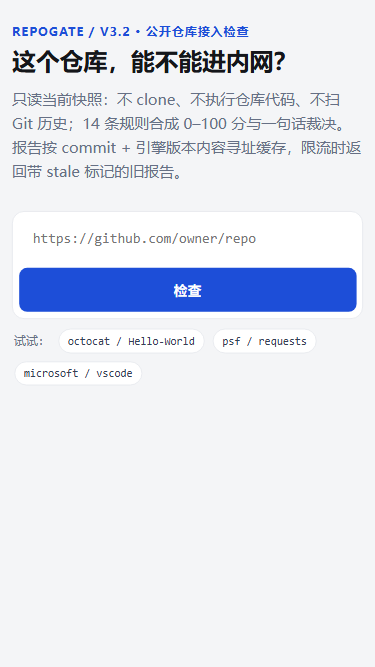 REPOGATE / V3.2 • 公开仓库接入检查
这个仓库，能不能进内网？
只读当前快照：不 clone、不执行仓库代码、不扫
Git 历史；14 条规则合成 0–100 分与一句话裁决。
报告按 commit + 引擎版本内容寻址缓存，限流时返
回带 stale 标记的旧报告。
https://github.com/owner/repo
检查
试试： octocat / Hello-World psf / requests
microsoft / vscode